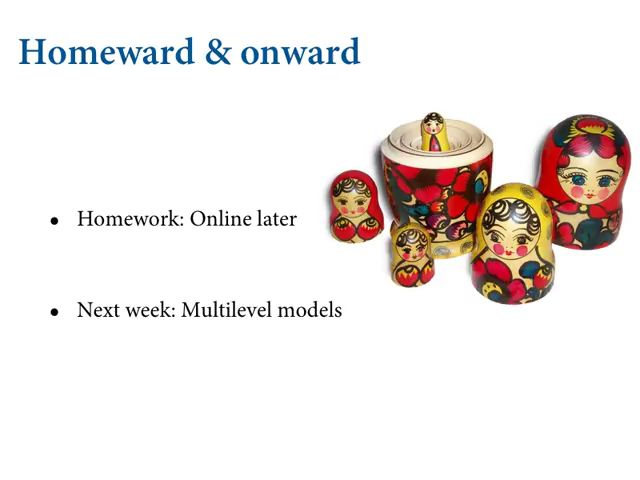 Homeward & onward
• Homework: Online later
• Next week: Multilevel models